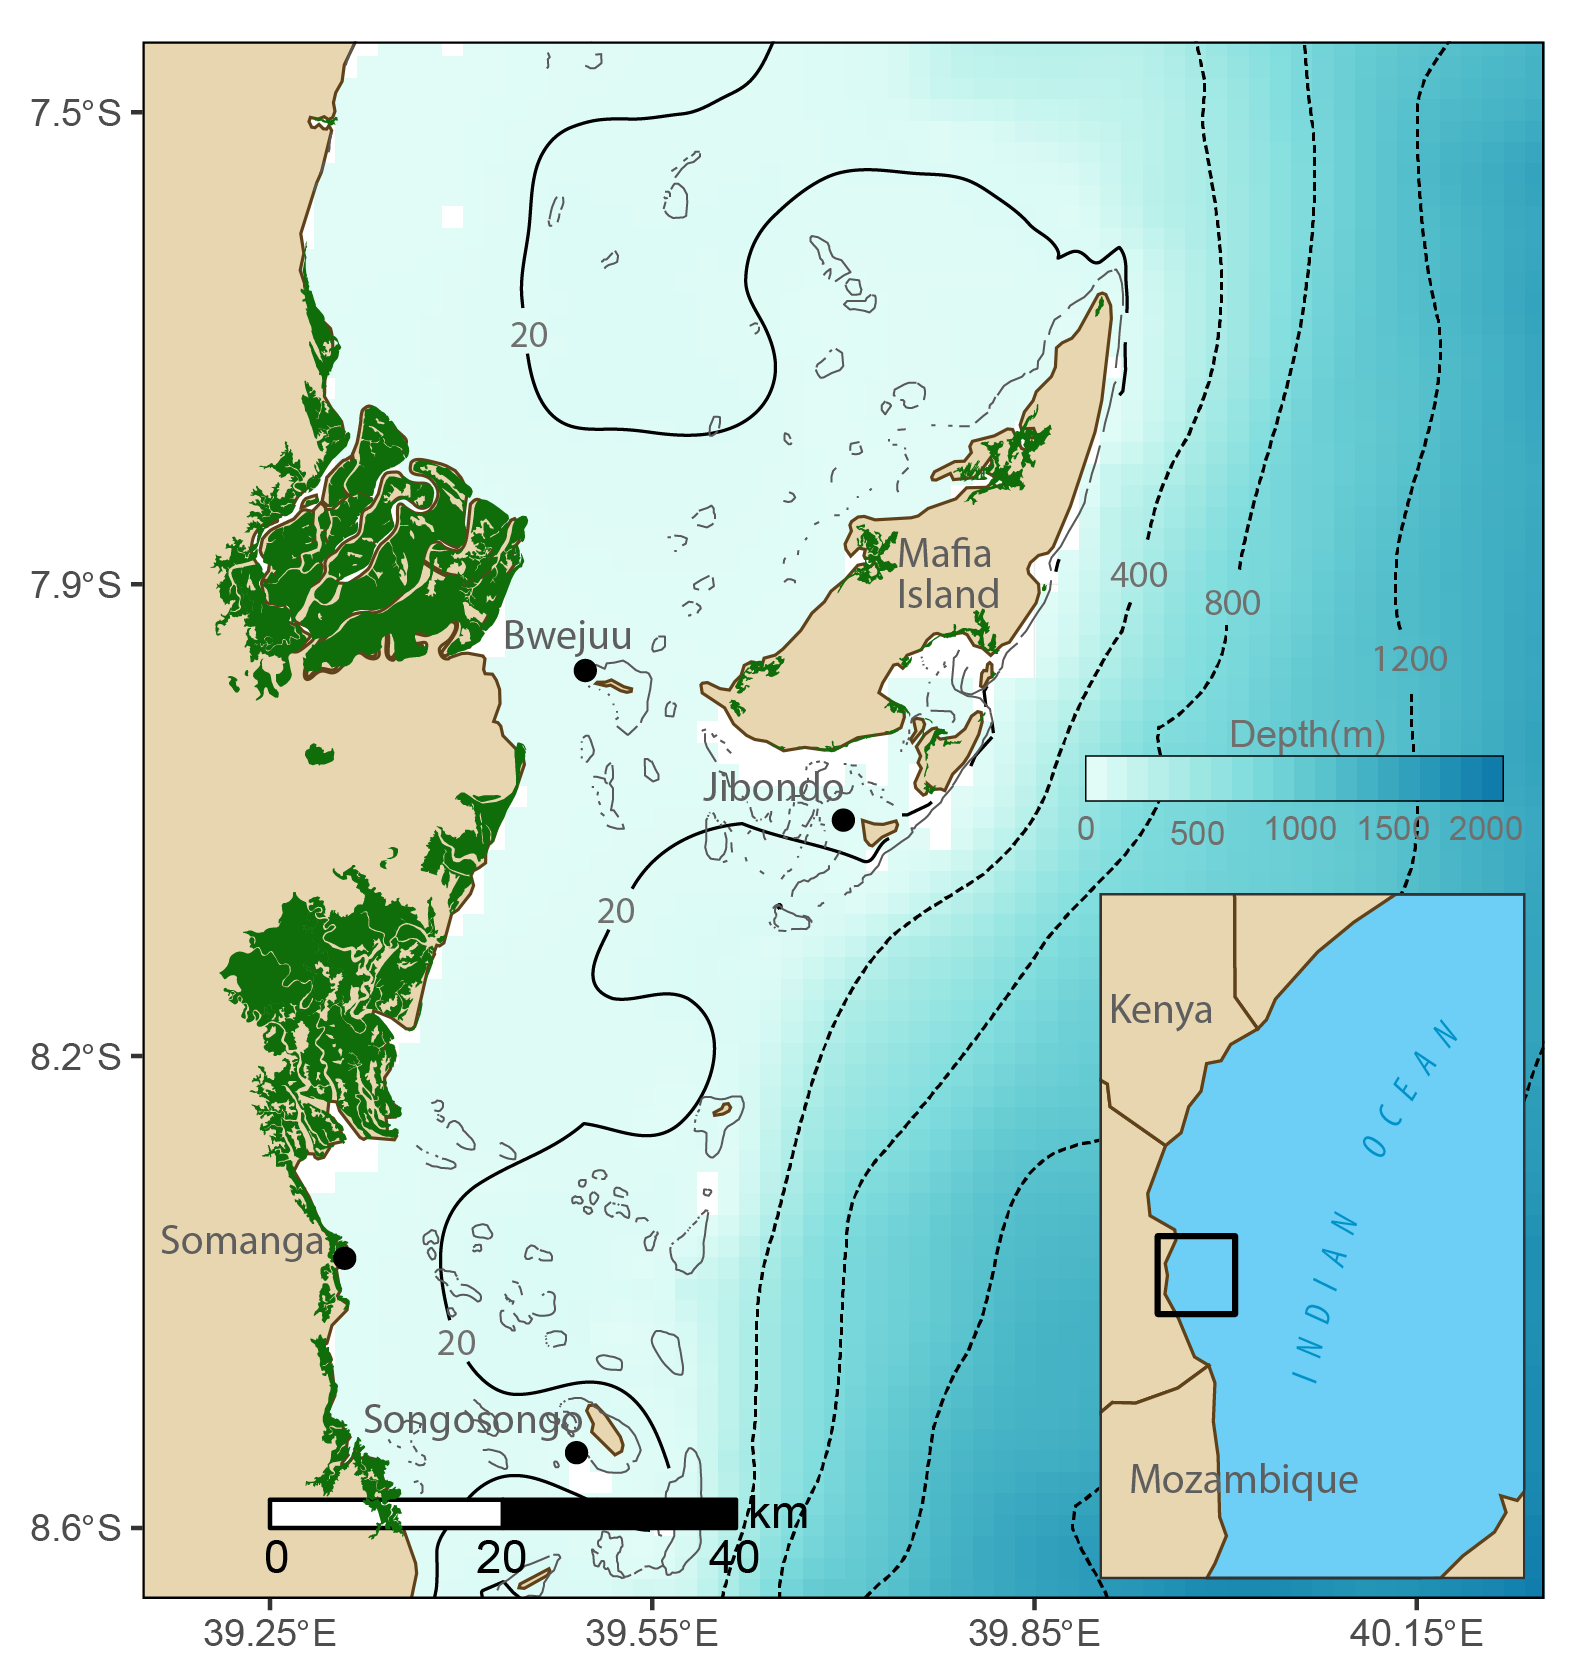 7.5°S
20
7.9°S
Mafia
Island
400
800
Bwejuu
1200
Depth(m)
Jibondo
0
500
1000
1500
2000
20
Kenya
8.2°S
INDIAN OCEAN
Somanga
20
Songosongo
Mozambique
8.6°S
km
0
20
40
39.25°E
39.55°E
39.85°E
40.15°E